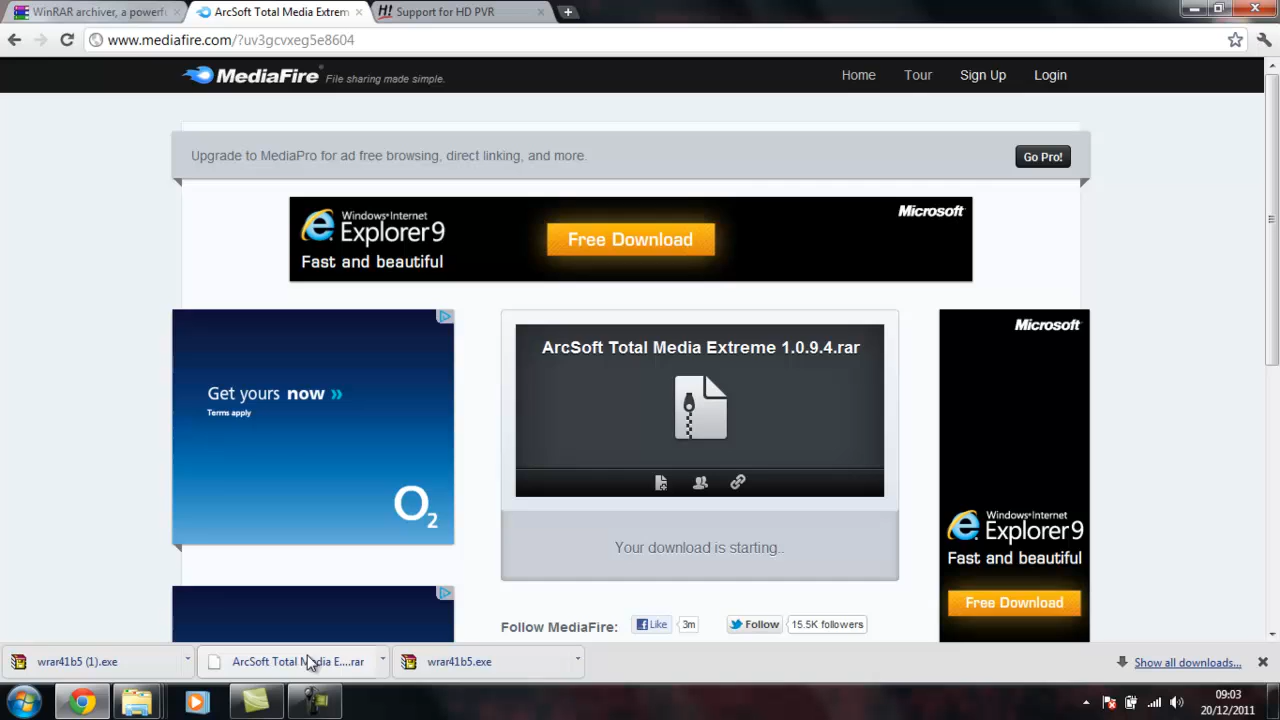 WinRAR archiver, a powerfu
ArcSoft Total Media Extrem
H! Support for HD PVR
www.mediafire.com/?uv3gcvxeg5e8604
MediaFire File sharing made simple.
Home Tour Sign Up Login
Upgrade to MediaPro for ad free browsing, direct linking, and more.
Go Pro!
Windows Internet
Explorer 9
Fast and beautiful
Free Download
Microsoft
Get yours now »
Terms apply
O2
ArcSoft Total Media Extreme 1.0.9.4.rar
Your download is starting..
Microsoft
Windows Internet
Explorer 9
Fast and beautiful
Free Download
Follow MediaFire: Like 3m Follow 15.5K followers
wrar41b5 (1).exe
ArcSoft Total Media E....rar
wrar41b5.exe
Show all downloads...
09:03
20/12/2011